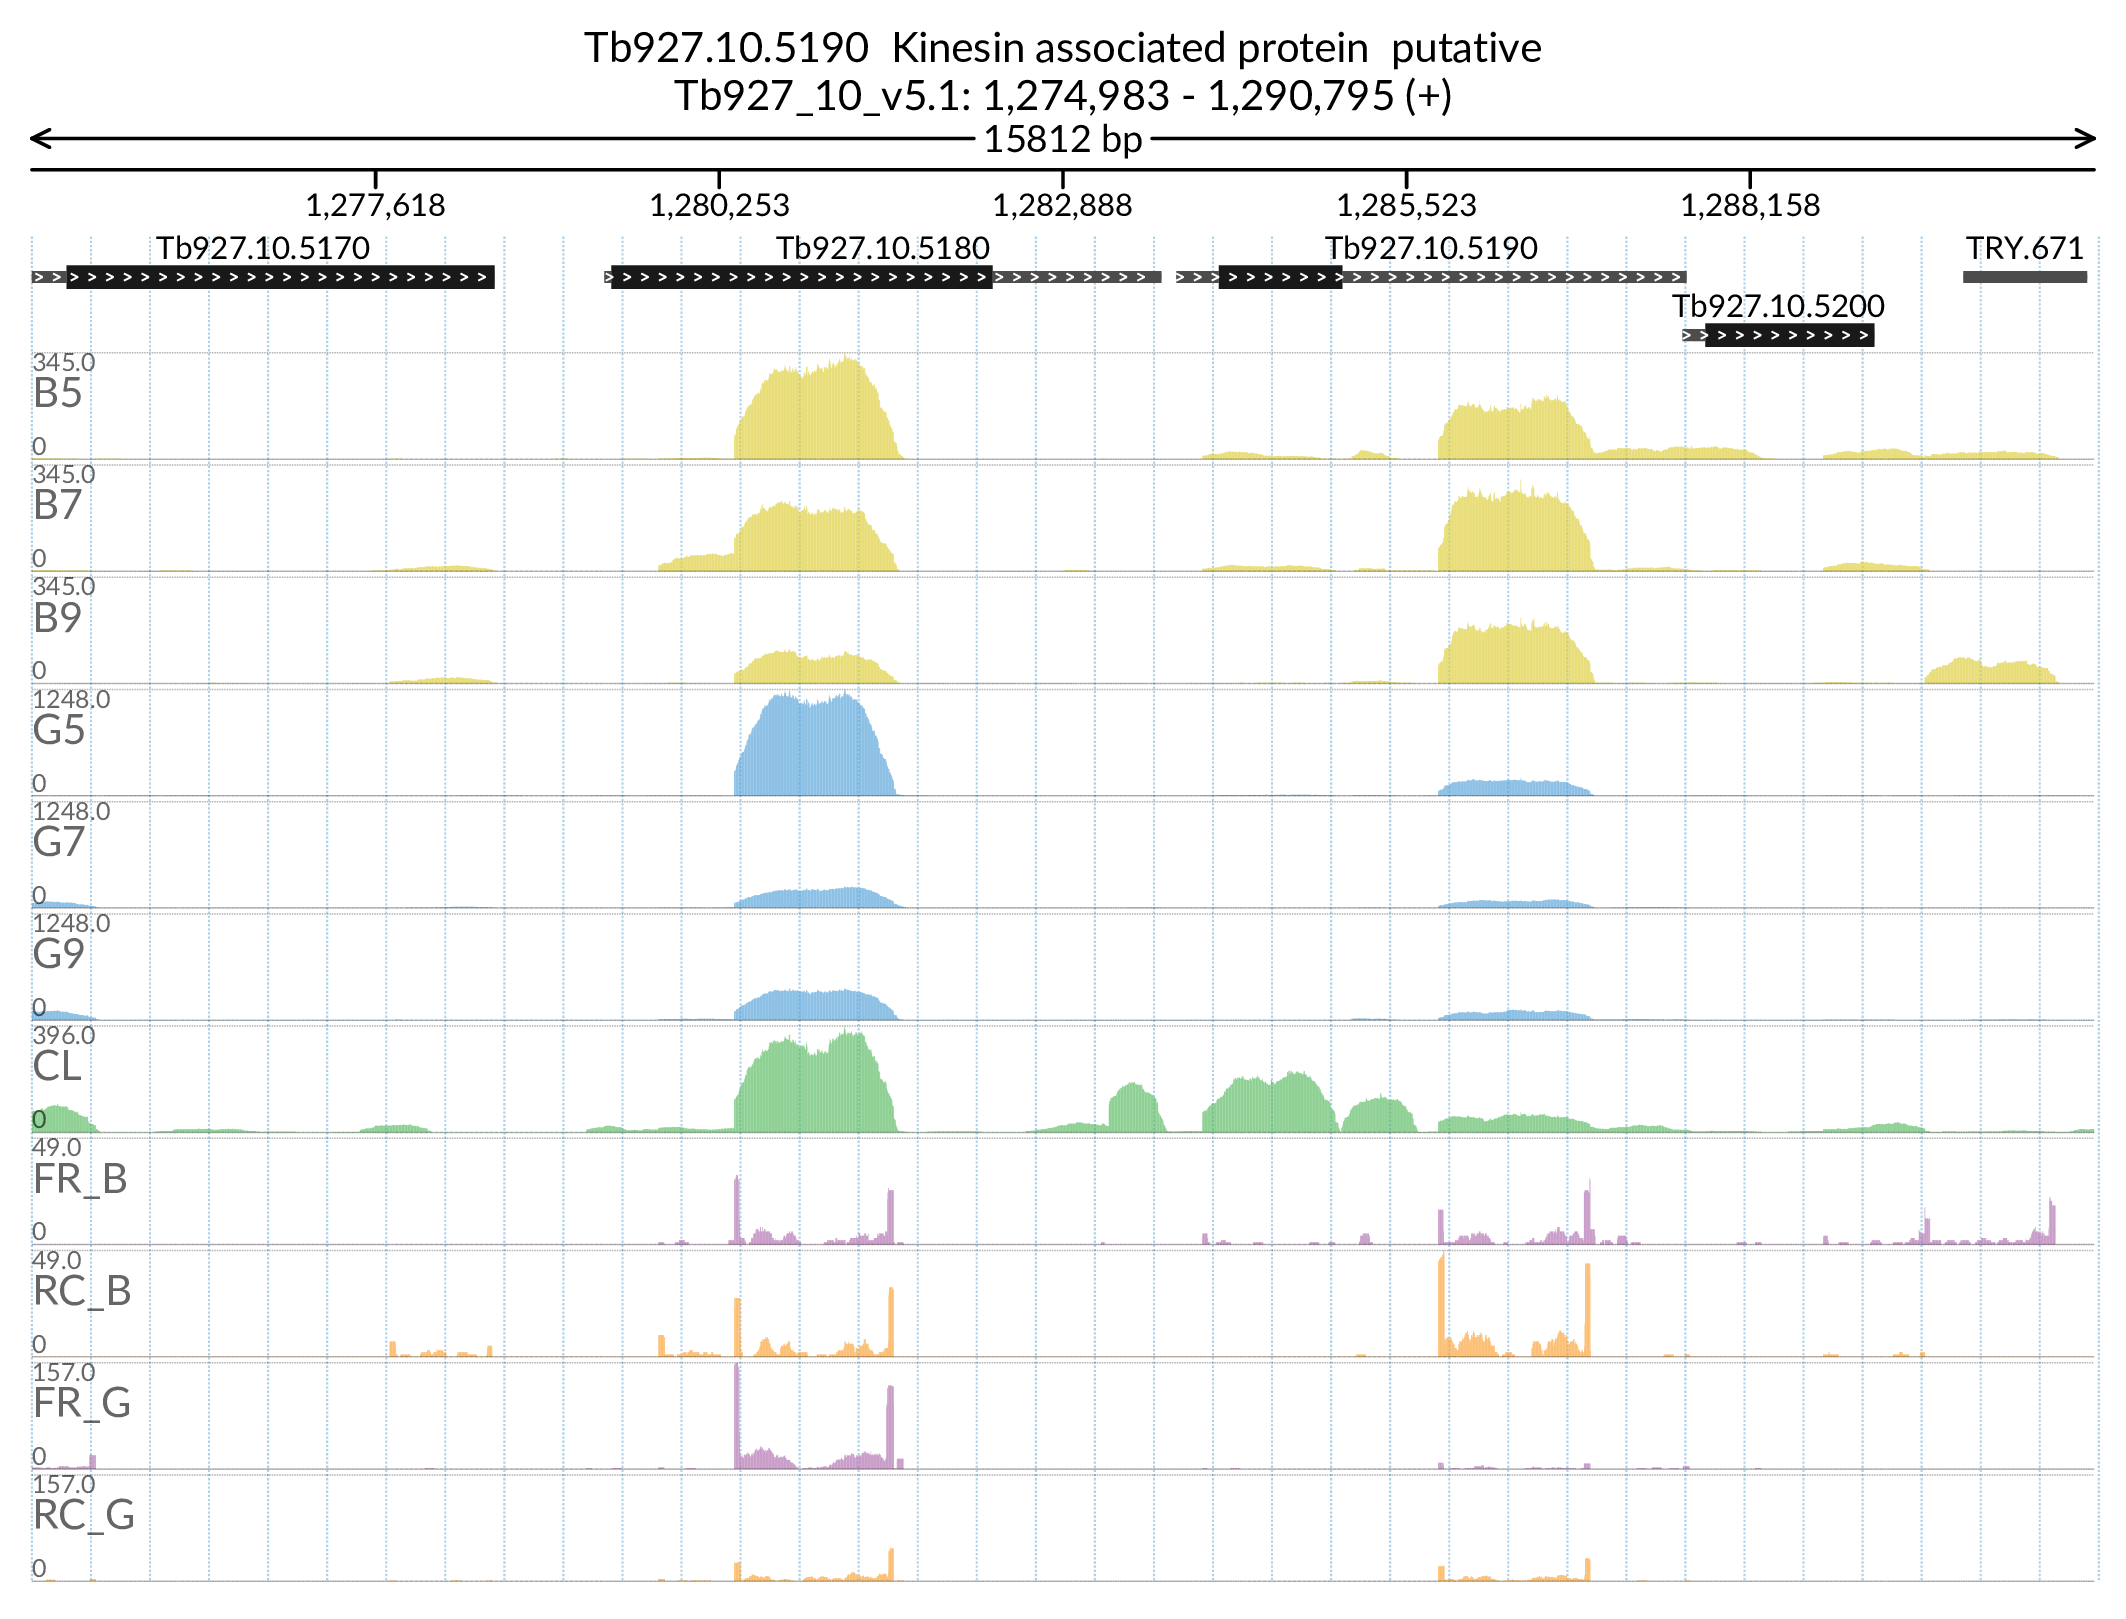 Tb927.10.5190  Kinesin associated protein  putative
Tb927_10_v5.1: 1,274,983 - 1,290,795 (+)
15812 bp
1,277,618 1,280,253 1,282,888 1,285,523 1,288,158
Tb927.10.5170 Tb927.10.5180 Tb927.10.5190 TRY.671
Tb927.10.5200
345.0
B5
0
345.0
B7
0
345.0
B9
0
1248.0
G5
0
1248.0
G7
0
1248.0
G9
0
396.0
CL
0
49.0
FR_B
0
49.0
RC_B
0
157.0
FR_G
0
157.0
RC_G
0